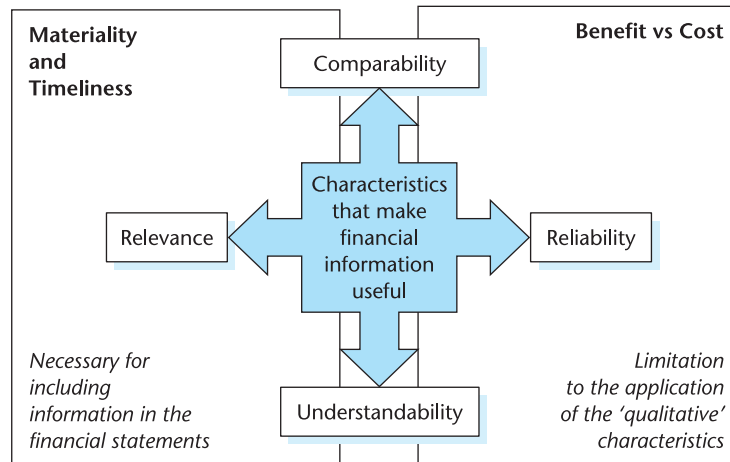 Materiality
and
Timeliness
Benefit vs Cost
Comparability
Characteristics
that make
financial
information
useful
Relevance
Reliability
Understandability
Necessary for
including
information in the
financial statements
Limitation
to the application
of the ‘qualitative’
characteristics